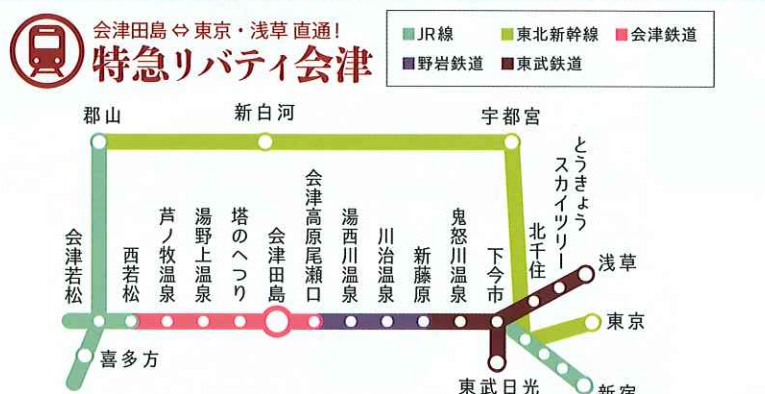 会津田島⇔東京・浅草 直通!
特急リバティ会津
JR線
東北新幹線
会津鉄道
野岩鉄道
東武鉄道
郡山
新白河
宇都宮
会津若松
西若松
芦ノ牧温泉
湯野上温泉
塔のへつり
会津田島
会津高原尾瀬口
湯西川温泉
川治温泉
新藤原
鬼怒川温泉
下今市
北千住
とうきょう
スカイツリー
浅草
東京
喜多方
東武日光
新宿